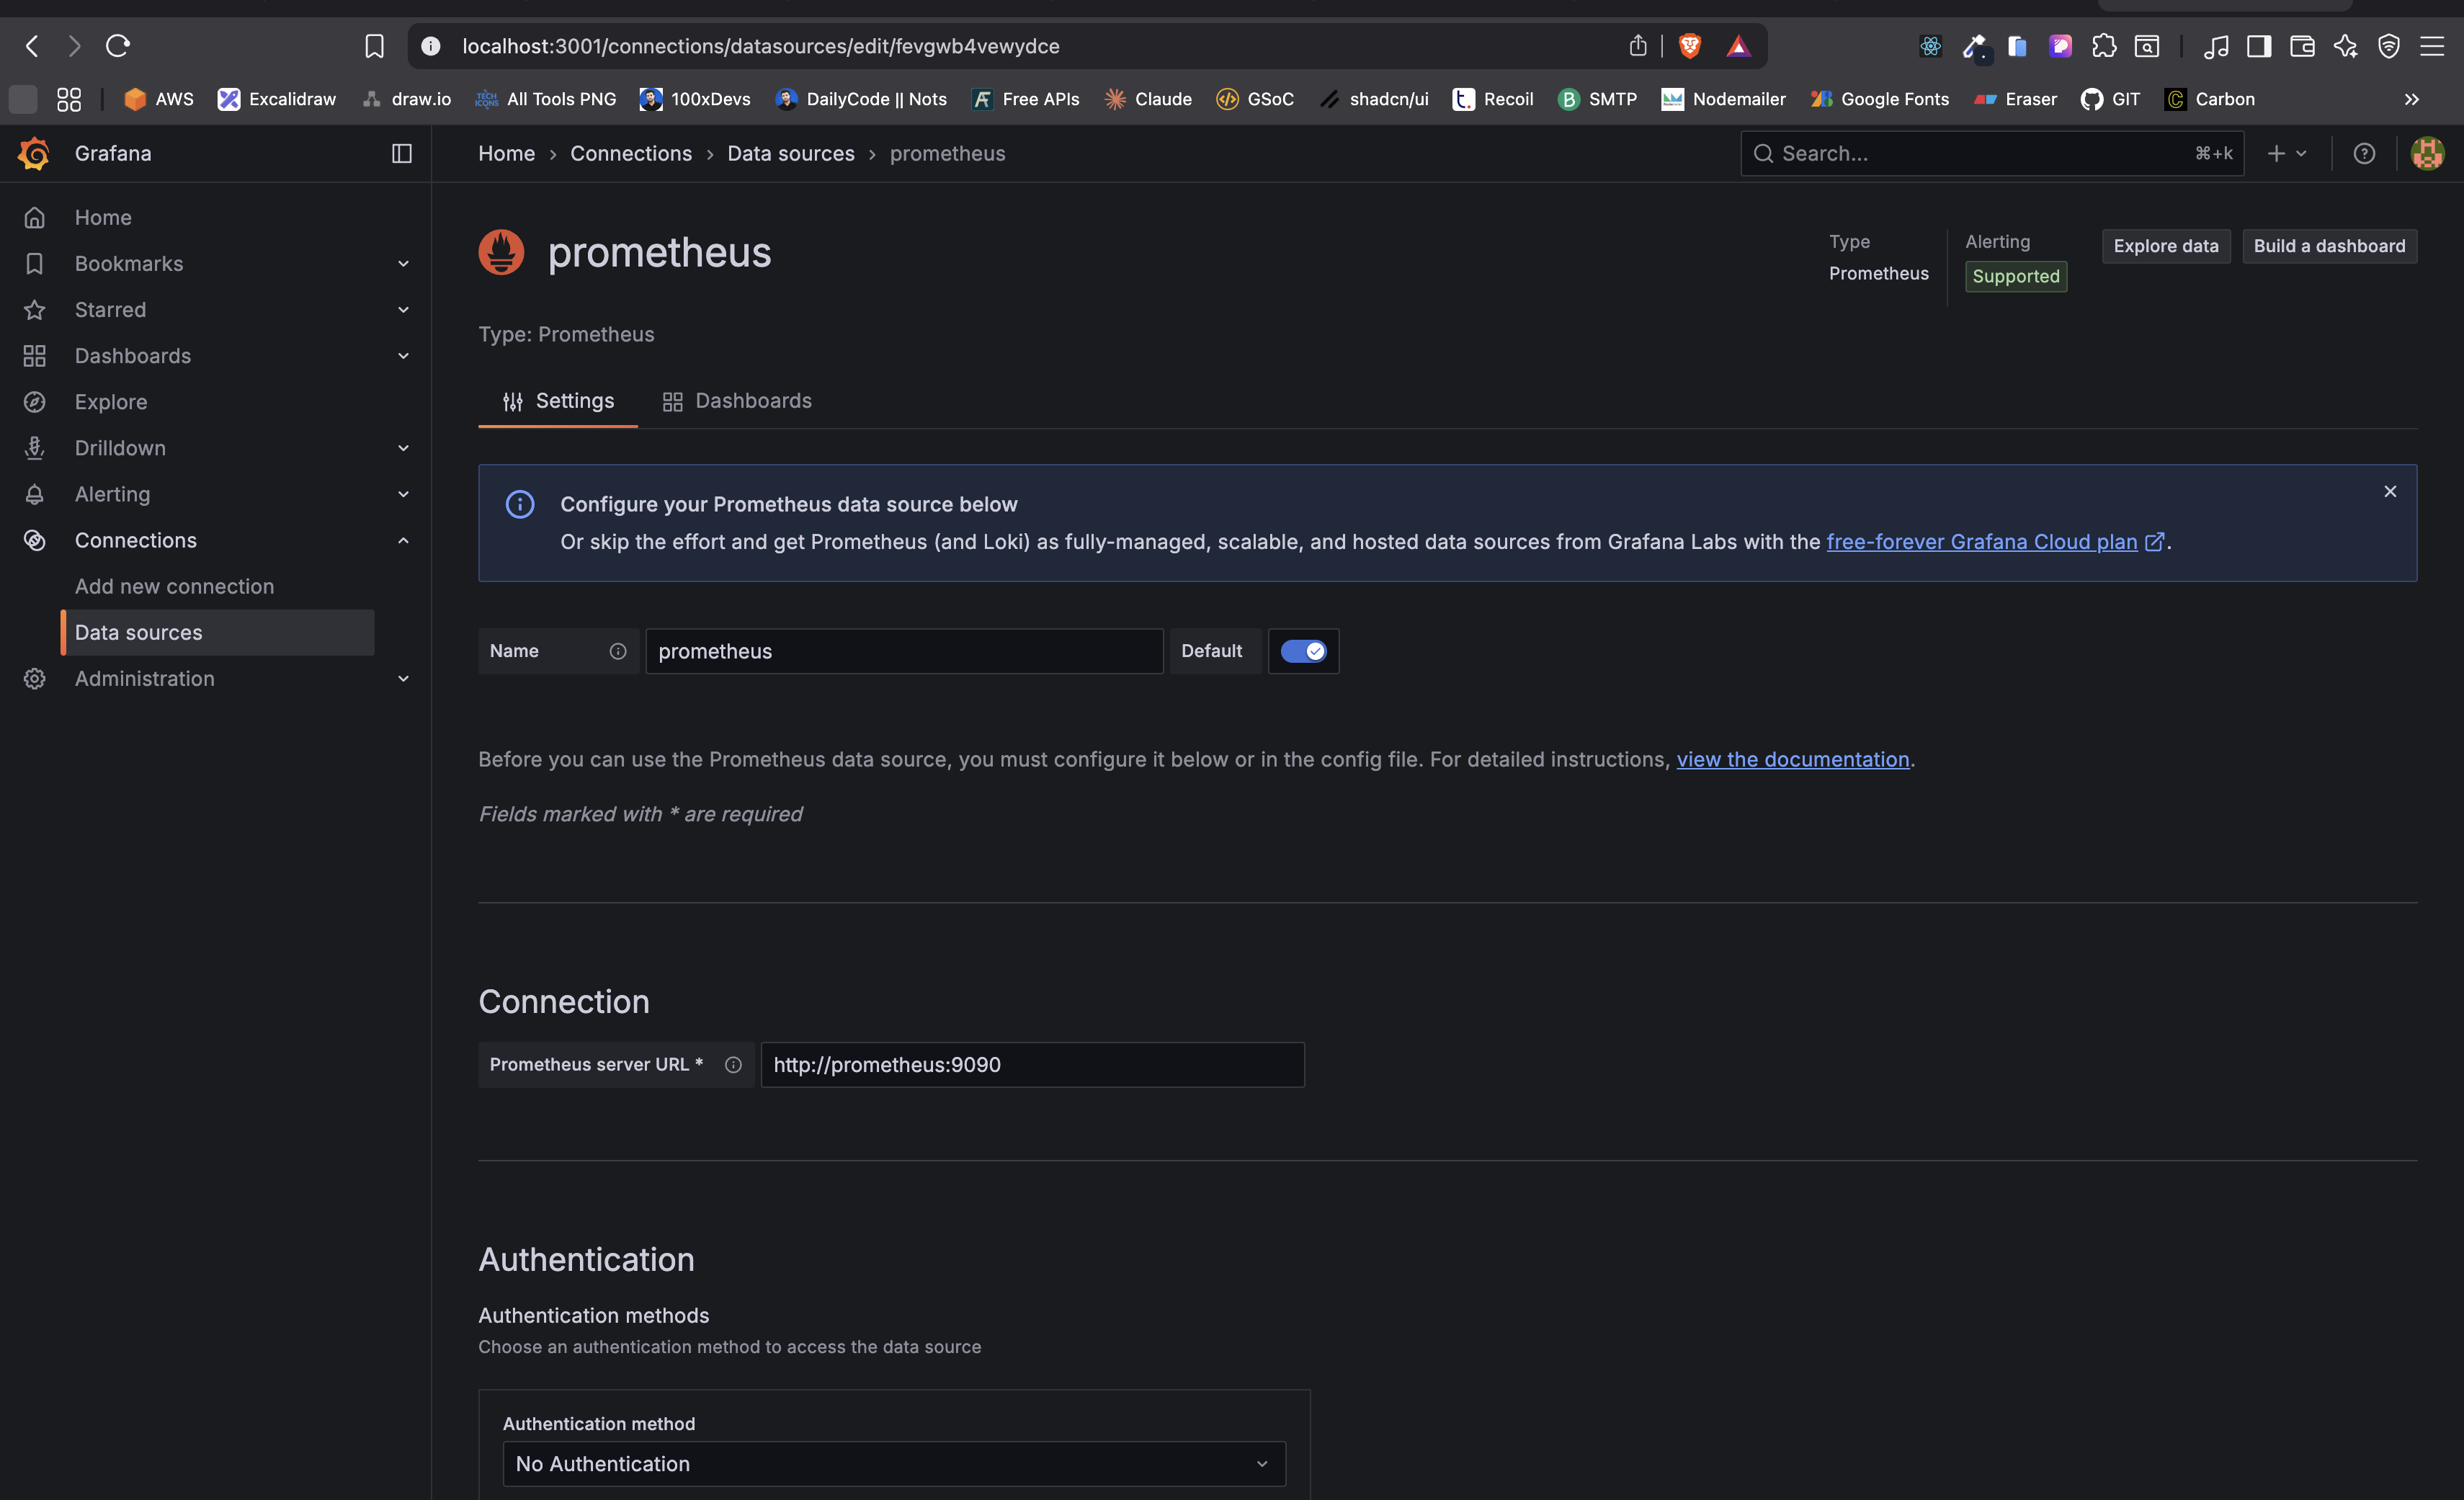 localhost:3001/connections/datasources/edit/fevgwb4vewydce
AWS Excalidraw draw.io TECH ICONS All Tools PNG 100xDevs DailyCode || Nots Free APIs Claude GSoC shadcn/ui t. Recoil B SMTP Nodemailer Google Fonts Eraser GIT C Carbon
Grafana
Home › Connections › Data sources › prometheus
Search... ⌘+k
Home
Bookmarks
Starred
Dashboards
Explore
Drilldown
Alerting
Connections
Add new connection
Data sources
Administration
prometheus
Type
Prometheus
Alerting
Supported
Explore data
Build a dashboard
Type: Prometheus
Settings Dashboards
Configure your Prometheus data source below
Or skip the effort and get Prometheus (and Loki) as fully-managed, scalable, and hosted data sources from Grafana Labs with the free-forever Grafana Cloud plan.
Name prometheus Default
Before you can use the Prometheus data source, you must configure it below or in the config file. For detailed instructions, view the documentation.
Fields marked with * are required
Connection
Prometheus server URL * http://prometheus:9090
Authentication
Authentication methods
Choose an authentication method to access the data source
Authentication method
No Authentication